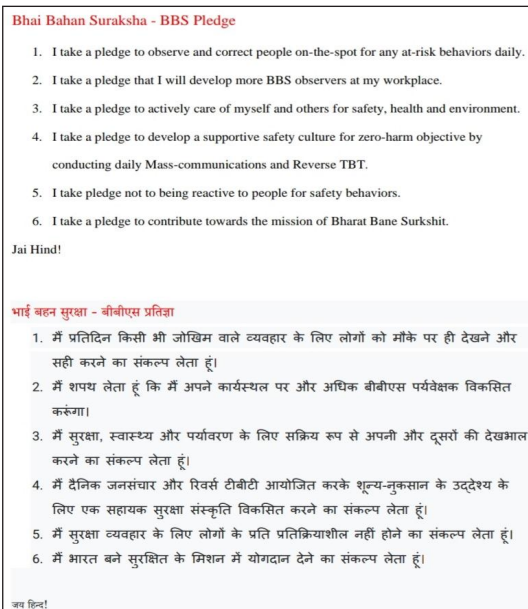 Bhai Bahan Suraksha - BBS Pledge
1. I take a pledge to observe and correct people on-the-spot for any at-risk behaviors daily.
2. I take a pledge that I will develop more BBS observers at my workplace.
3. I take a pledge to actively care of myself and others for safety, health and environment.
4. I take a pledge to develop a supportive safety culture for zero-harm objective by
conducting daily Mass-communications and Reverse TBT.
5. I take pledge not to being reactive to people for safety behaviors.
6. I take a pledge to contribute towards the mission of Bharat Bane Surkshit.
Jai Hind!
भाई बहन सुरक्षा - बीबीएस प्रतिज्ञा
1. मैं प्रतिदिन किसी भी जोखिम वाले व्यवहार के लिए लोगों को मौके पर ही देखने और
सही करने का संकल्प लेता हूं।
2. मैं शपथ लेता हूं कि मैं अपने कार्यस्थल पर और अधिक बीबीएस पर्यवेक्षक विकसित
करूंगा।
3. मैं सुरक्षा, स्वास्थ्य और पर्यावरण के लिए सक्रिय रूप से अपनी और दूसरों की देखभाल
करने का संकल्प लेता हूं।
4. मैं दैनिक जनसंचार और रिवर्स टीबीटी आयोजित करके शून्य-नुकसान के उद्देश्य के
लिए एक सहायक सुरक्षा संस्कृति विकसित करने का संकल्प लेता हूं।
5. मैं सुरक्षा व्यवहार के लिए लोगों के प्रति प्रतिक्रियाशील नहीं होने का संकल्प लेता हूं।
6. मैं भारत बने सुरक्षित के मिशन में योगदान देने का संकल्प लेता हूं।
जय हिन्द!